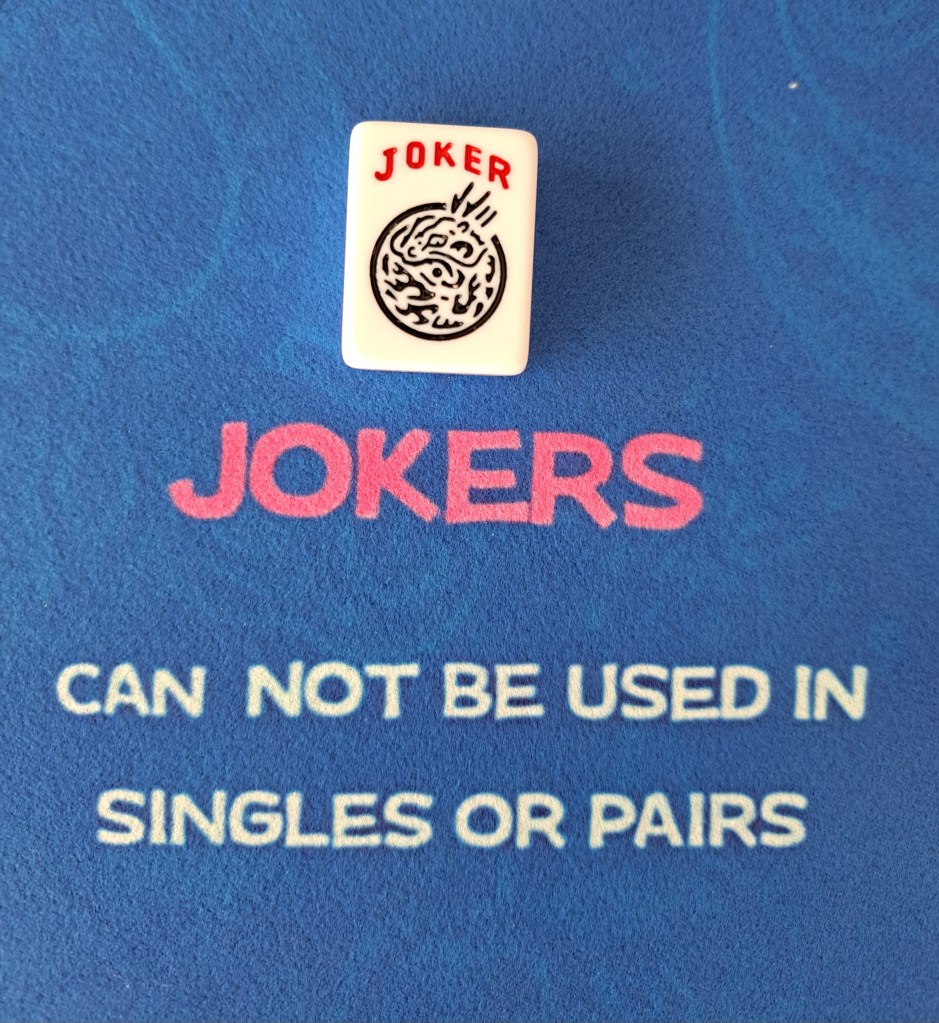 JOKER
JOKERS
CAN NOT BE USED IN
SINGLES OR PAIRS